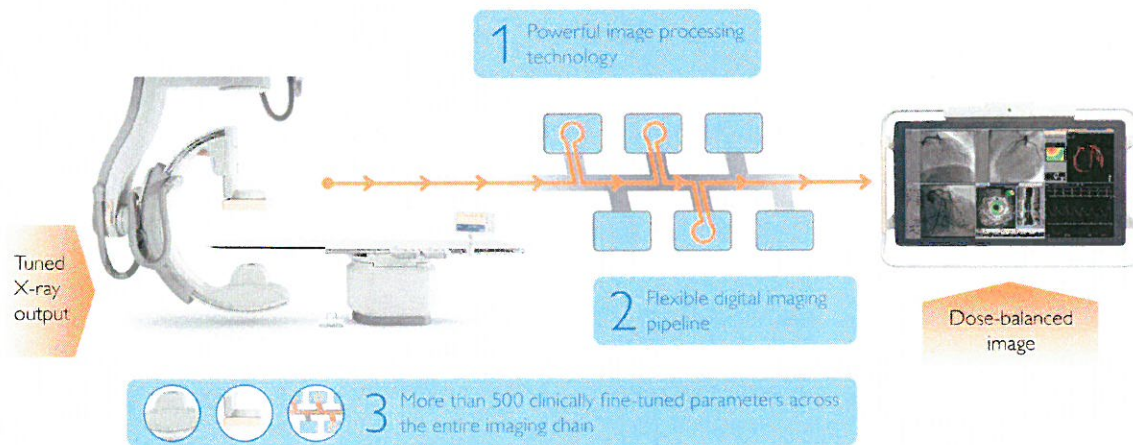 1 Powerful image processing
technology
Tuned
X-ray
output
2 Flexible digital imaging
pipeline
Dose-balanced
image
3 More than 500 clinically fine-tuned parameters across
the entire imaging chain